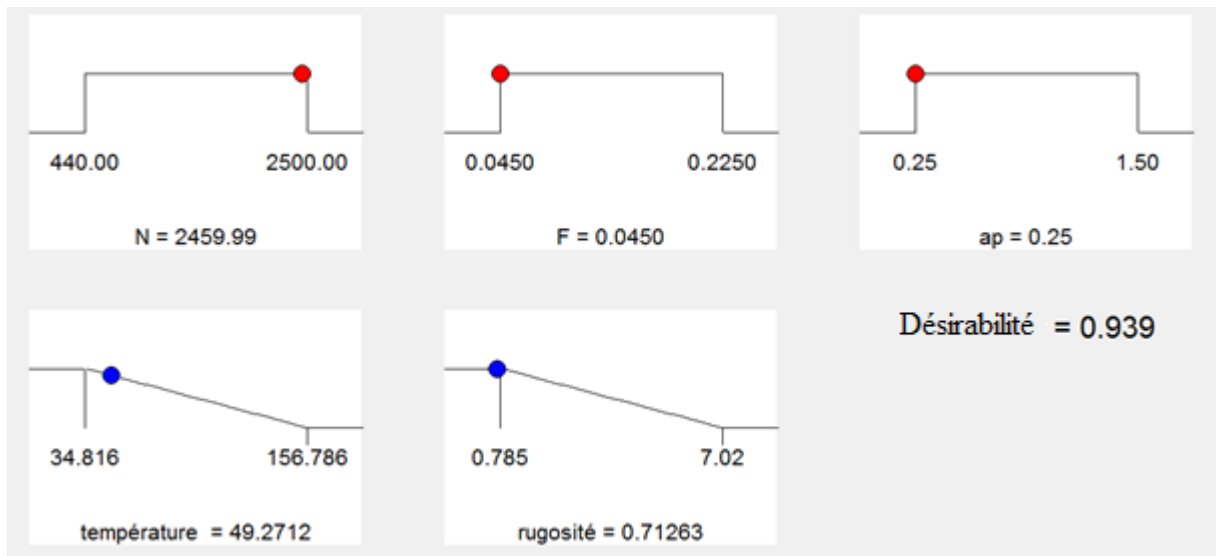 440.00 2500.00
N = 2459.99
0.0450 0.2250
F = 0.0450
0.25 1.50
ap = 0.25
34.816 156.786
température = 49.2712
0.785 7.02
rugosité = 0.71263
Désirabilité = 0.939